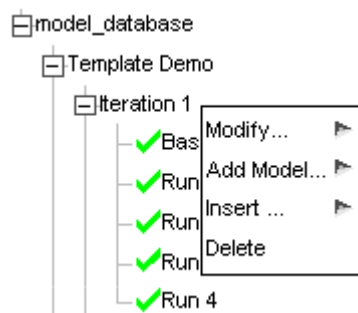 model_database
Template Demo
Iteration 1
Modify...
Bas
Add Model...
Run
Insert ...
Run
Delete
Run
Run 4